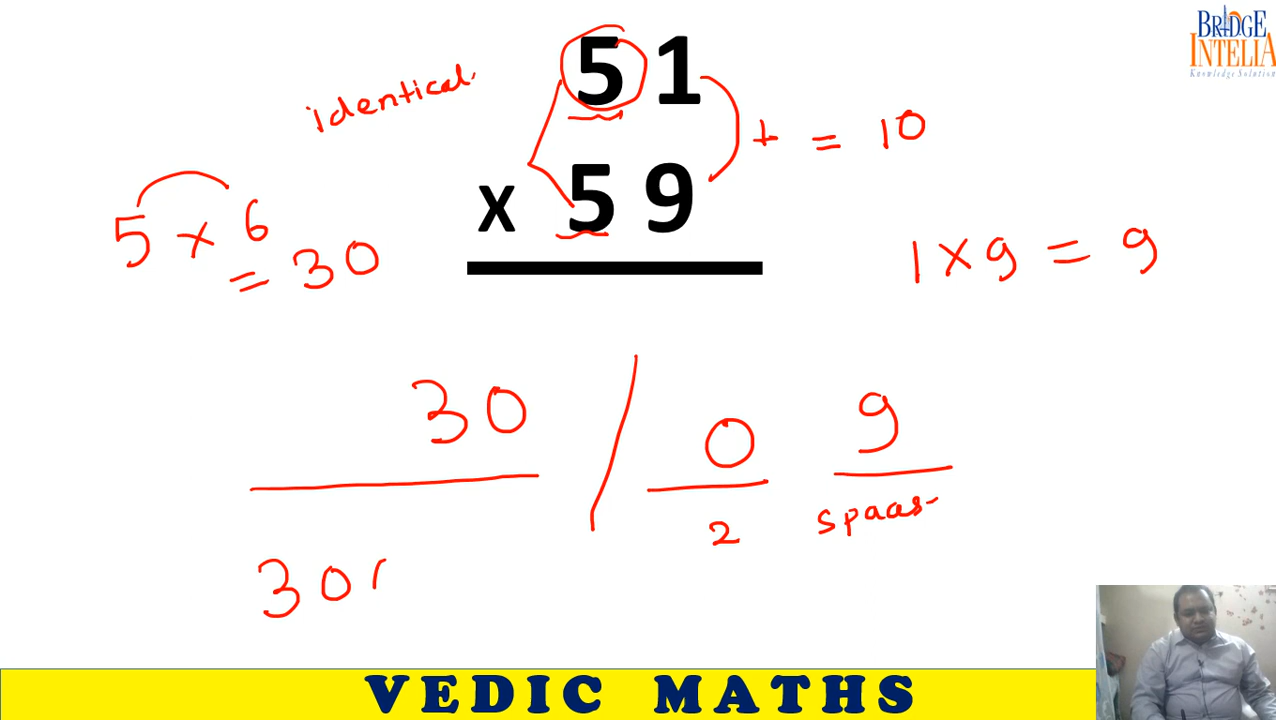 BRIDGE
INTELIA
Knowledge Solution
51
identical
+ = 10
x 59
5 x 6
= 30
1 x 9 = 9
30 / 0 9
2 spaas
30
VEDIC MATHS